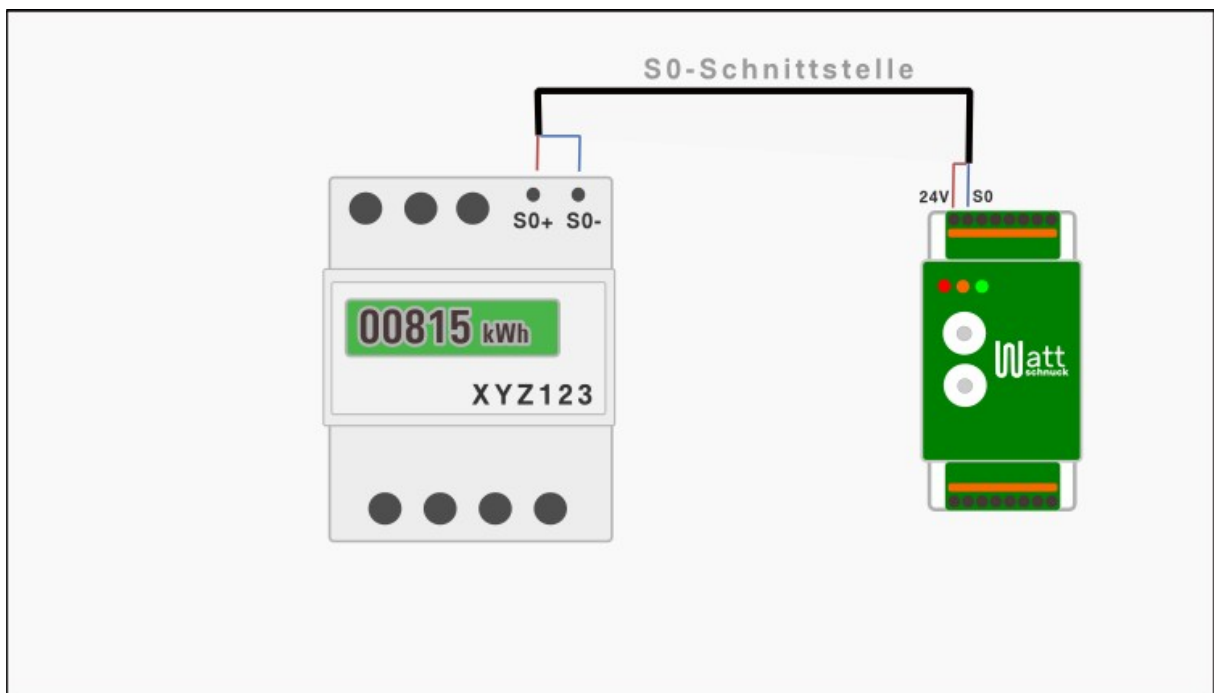 S0-Schnittstelle
S0+ S0-
24V S0
00815 kWh
XYZ123
Watt
schnuck